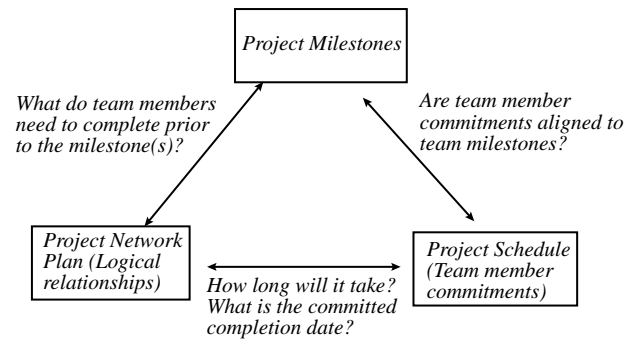 Project Milestones
What do team members
need to complete prior
to the milestone(s)?
Are team member
commitments aligned to
team milestones?
Project Network
Plan (Logical
relationships)
How long will it take?
What is the committed
completion date?
Project Schedule
(Team member
commitments)